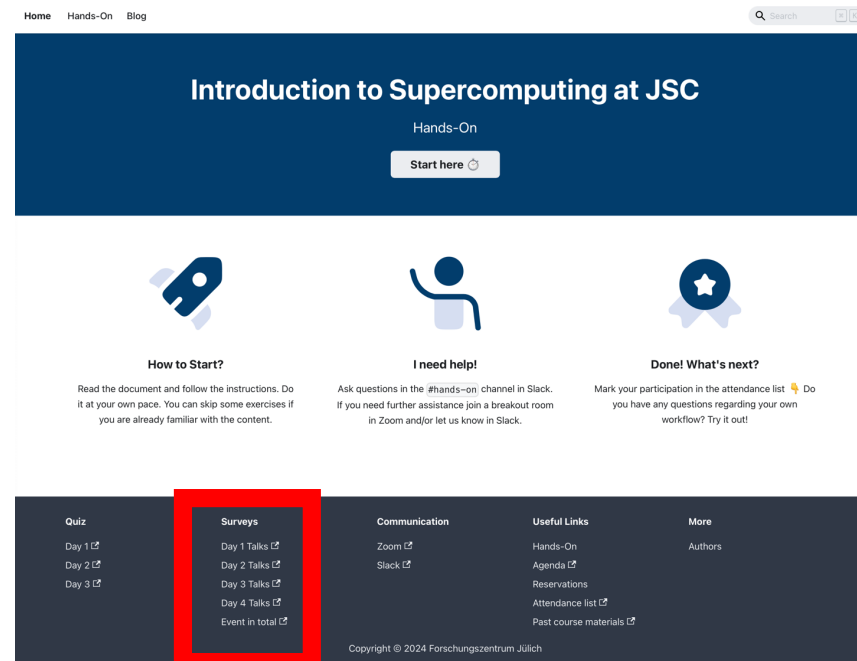 Home Hands-On Blog
Search ⌘ K
Introduction to Supercomputing at JSC
Hands-On
Start here
How to Start?
Read the document and follow the instructions. Do
it at your own pace. You can skip some exercises if
you are already familiar with the content.
I need help!
Ask questions in the #hands-on channel in Slack.
If you need further assistance join a breakout room
in Zoom and/or let us know in Slack.
Done! What's next?
Mark your participation in the attendance list 👇 Do
you have any questions regarding your own
workflow? Try it out!
Quiz
Day 1
Day 2
Day 3
Surveys
Day 1 Talks
Day 2 Talks
Day 3 Talks
Day 4 Talks
Event in total
Communication
Zoom
Slack
Useful Links
Hands-On
Agenda
Reservations
Attendance list
Past course materials
More
Authors
Copyright © 2024 Forschungszentrum Jülich